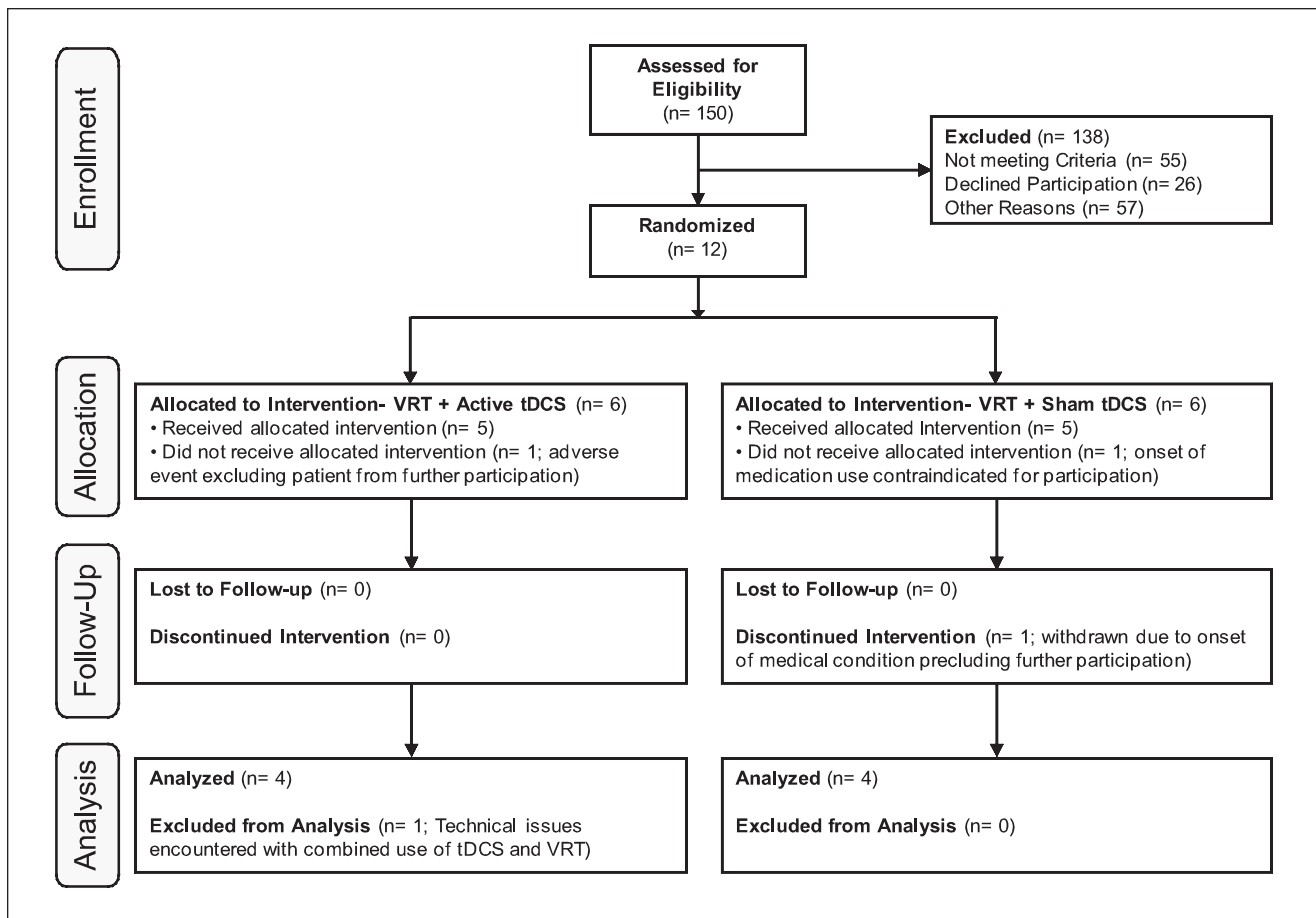 Enrollment
Assessed for
Eligibility
(n= 150)
Excluded (n= 138)
Not meeting Criteria (n= 55)
Declined Participation (n= 26)
Other Reasons (n= 57)
Randomized
(n= 12)
Allocation
Allocated to Intervention- VRT + Active tDCS (n= 6)
• Received allocated intervention (n= 5)
• Did not receive allocated intervention (n= 1; adverse
event excluding patient from further participation)
Allocated to Intervention- VRT + Sham tDCS (n= 6)
• Received allocated Intervention (n= 5)
• Did not receive allocated intervention (n= 1; onset of
medication use contraindicated for participation)
Follow-Up
Lost to Follow-up (n= 0)
Discontinued Intervention (n= 0)
Lost to Follow-up (n= 0)
Discontinued Intervention (n= 1; withdrawn due to onset
of medical condition precluding further participation)
Analysis
Analyzed (n= 4)
Excluded from Analysis (n= 1; Technical issues
encountered with combined use of tDCS and VRT)
Analyzed (n= 4)
Excluded from Analysis (n= 0)